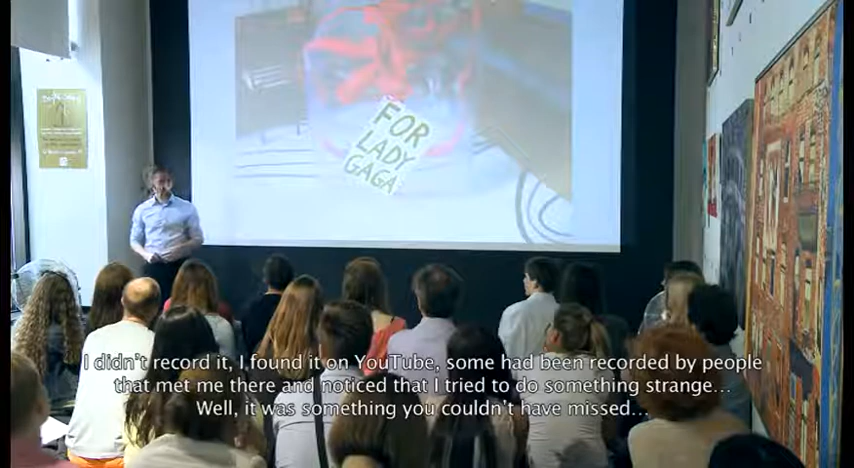 FOR
LADY
GAGA
I didn't record it, I found it on YouTube, some had been recorded by people
that met me there and noticed that I tried to do something strange...
Well, it was something you couldn't have missed...